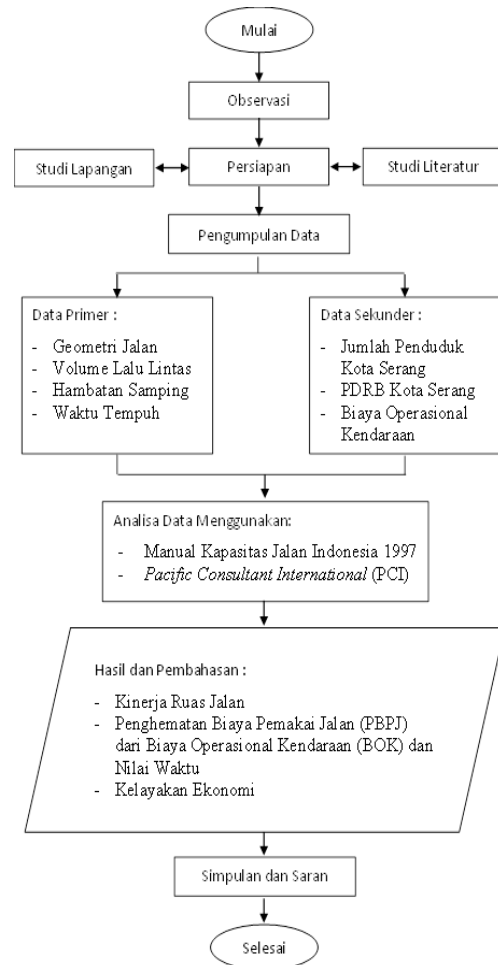 Mulai
Observasi
Studi Lapangan
Persiapan
Studi Literatur
Pengumpulan Data
Data Primer :
- Geometri Jalan
- Volume Lalu Lintas
- Hambatan Samping
- Waktu Tempuh
Data Sekunder :
- Jumlah Penduduk
Kota Serang
- PDRB Kota Serang
- Biaya Operasional
Kendaraan
Analisa Data Menggunakan:
- Manual Kapasitas Jalan Indonesia 1997
- Pacific Consultant International (PCI)
Hasil dan Pembahasan :
- Kinerja Ruas Jalan
- Penghematan Biaya Pemakai Jalan (PBPJ)
dari Biaya Operasional Kendaraan (BOK) dan
Nilai Waktu
- Kelayakan Ekonomi
Simpulan dan Saran
Selesai